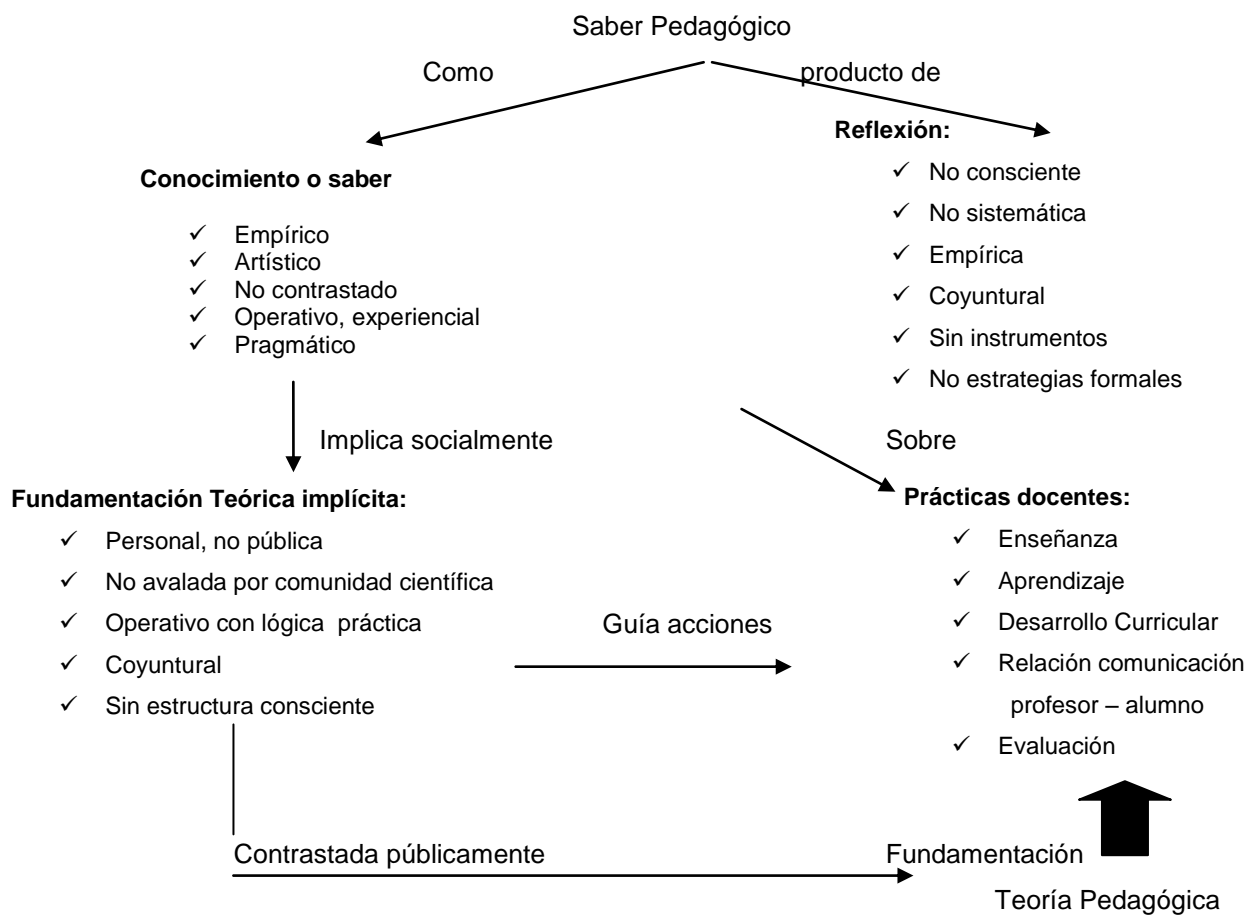 Saber Pedagógico
Como
producto de
Reflexión:
✓ No consciente
✓ No sistemática
✓ Empírica
✓ Coyuntural
✓ Sin instrumentos
✓ No estrategias formales
Conocimiento o saber
✓ Empírico
✓ Artístico
✓ No contrastado
✓ Operativo, experiencial
✓ Pragmático
Implica socialmente
Sobre
Fundamentación Teórica implícita:
✓ Personal, no pública
✓ No avalada por comunidad científica
✓ Operativo con lógica práctica
✓ Coyuntural
✓ Sin estructura consciente
Guía acciones
Prácticas docentes:
✓ Enseñanza
✓ Aprendizaje
✓ Desarrollo Curricular
✓ Relación comunicación
profesor – alumno
✓ Evaluación
Contrastada públicamente
Fundamentación
Teoría Pedagógica